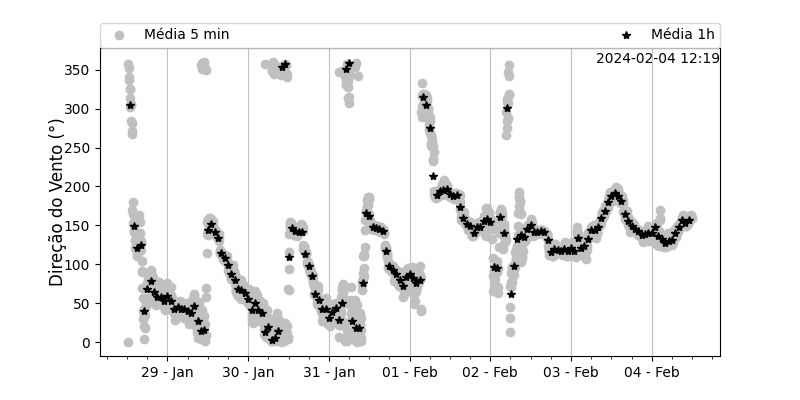 Média 5 min
Média 1h
2024-02-04 12:19
Direção do Vento (°)
350
300
250
200
150
100
50
0
29 - Jan
30 - Jan
31 - Jan
01 - Feb
02 - Feb
03 - Feb
04 - Feb